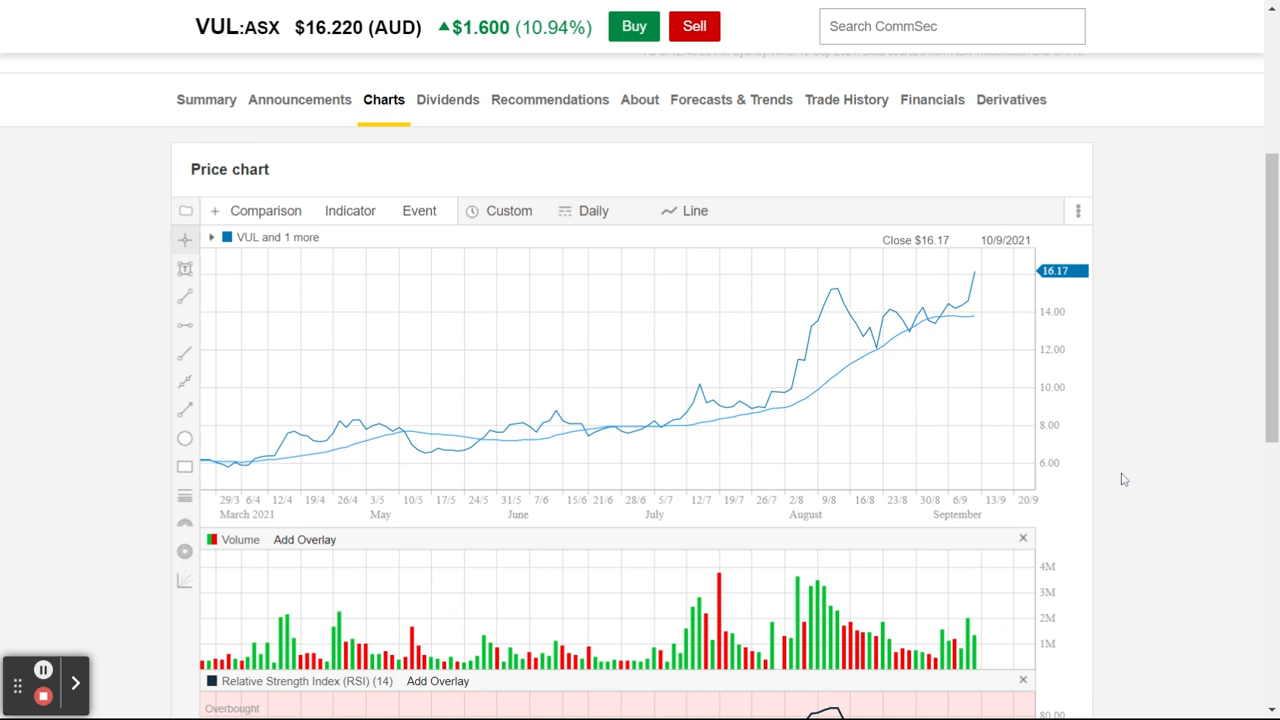 VUL:ASX $16.220 (AUD) $1.600 (10.94%) Buy Sell Search CommSec
Summary Announcements Charts Dividends Recommendations About Forecasts & Trends Trade History Financials Derivatives
Price chart
Comparison Indicator Event Custom Daily Line
VUL and 1 more Close $16.17 10/9/2021
16.17
14.00
12.00
10.00
8.00
6.00
29/3 6/4 12/4 19/4 26/4 3/5 10/5 17/5 24/5 31/5 7/6 15/6 21/6 28/6 5/7 12/7 19/7 26/7 2/8 9/8 16/8 23/8 30/8 6/9 13/9 20/9
March 2021 May June July August September
Volume Add Overlay
4M
3M
2M
1M
Relative Strength Index (RSI) (14) Add Overlay
Overbought
80.00